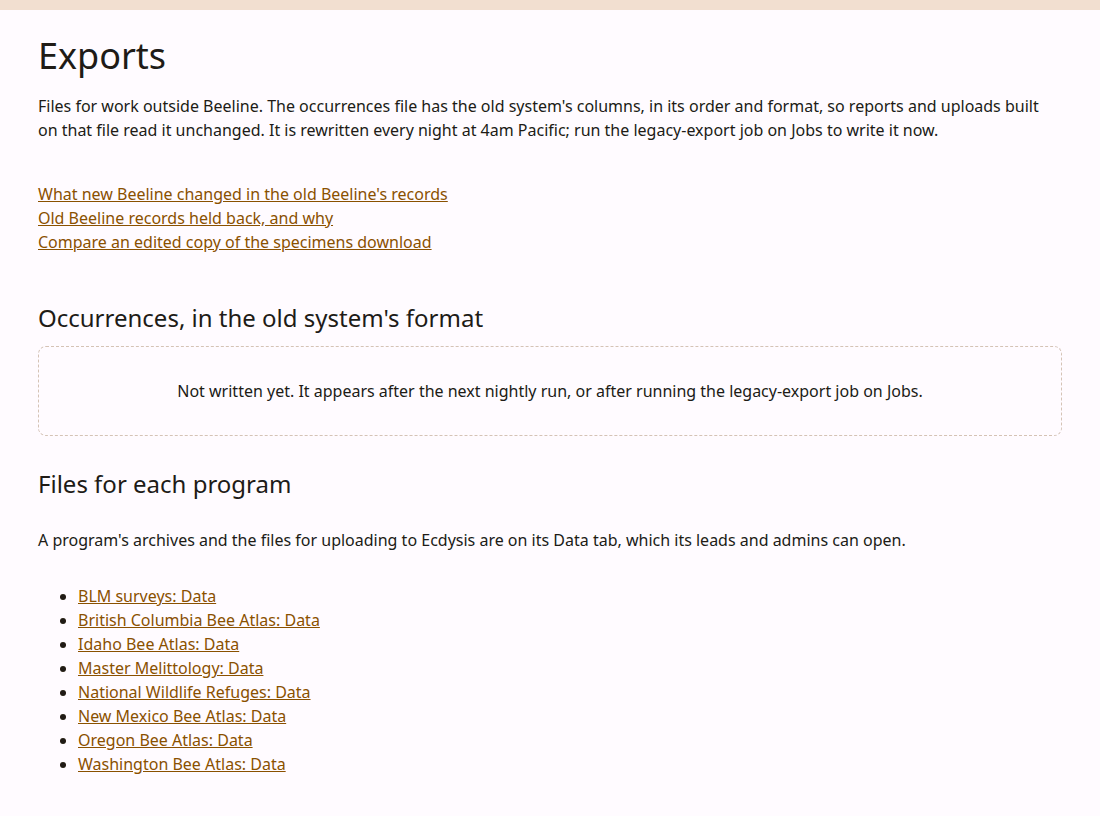 Exports
Files for work outside Beeline. The occurrences file has the old system's columns, in its order and format, so reports and uploads built
on that file read it unchanged. It is rewritten every night at 4am Pacific; run the legacy-export job on Jobs to write it now.
What new Beeline changed in the old Beeline's records
Old Beeline records held back, and why
Compare an edited copy of the specimens download
Occurrences, in the old system's format
Not written yet. It appears after the next nightly run, or after running the legacy-export job on Jobs.
Files for each program
A program's archives and the files for uploading to Ecdysis are on its Data tab, which its leads and admins can open.
BLM surveys: Data
British Columbia Bee Atlas: Data
Idaho Bee Atlas: Data
Master Melittology: Data
National Wildlife Refuges: Data
New Mexico Bee Atlas: Data
Oregon Bee Atlas: Data
Washington Bee Atlas: Data